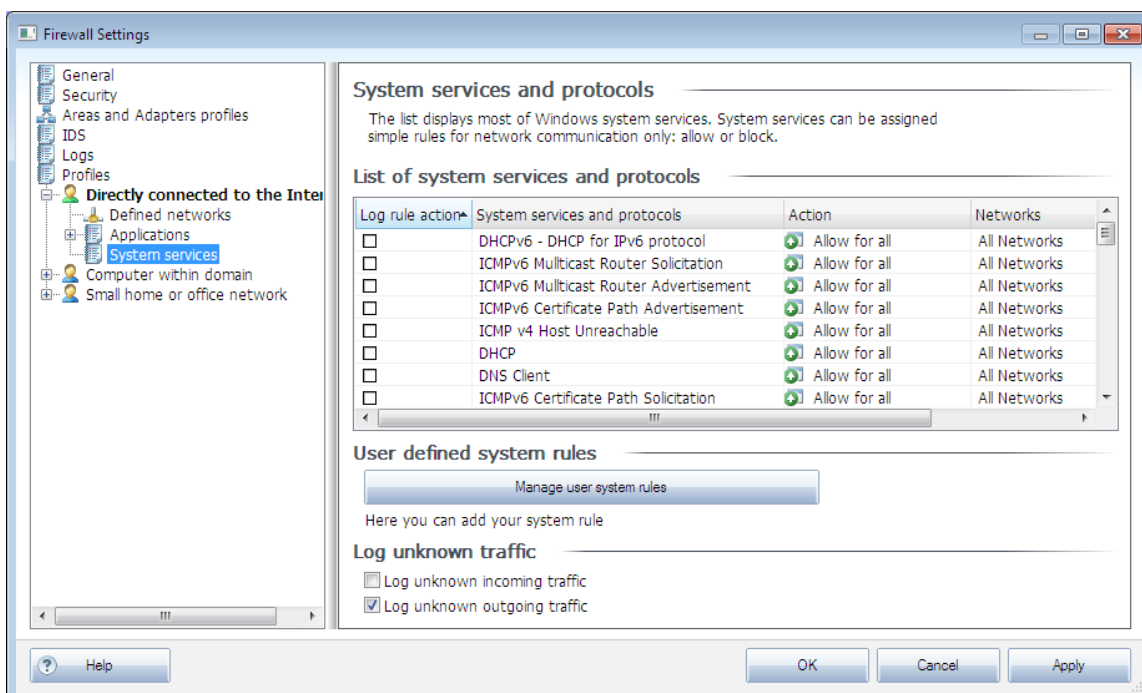 Firewall Settings
General
Security
Areas and Adapters profiles
IDS
Logs
Profiles
Directly connected to the Inter
Defined networks
Applications
System services
Computer within domain
Small home or office network
System services and protocols
The list displays most of Windows system services. System services can be assigned
simple rules for network communication only: allow or block.
List of system services and protocols
Log rule action System services and protocols Action Networks
DHCPv6 - DHCP for IPv6 protocol Allow for all All Networks
ICMPv6 Mullticast Router Solicitation Allow for all All Networks
ICMPv6 Mullticast Router Advertisement Allow for all All Networks
ICMPv6 Certificate Path Advertisement Allow for all All Networks
ICMP v4 Host Unreachable Allow for all All Networks
DHCP Allow for all All Networks
DNS Client Allow for all All Networks
ICMPv6 Certificate Path Solicitation Allow for all All Networks
User defined system rules
Manage user system rules
Here you can add your system rule
Log unknown traffic
Log unknown incoming traffic
Log unknown outgoing traffic
? Help OK Cancel Apply